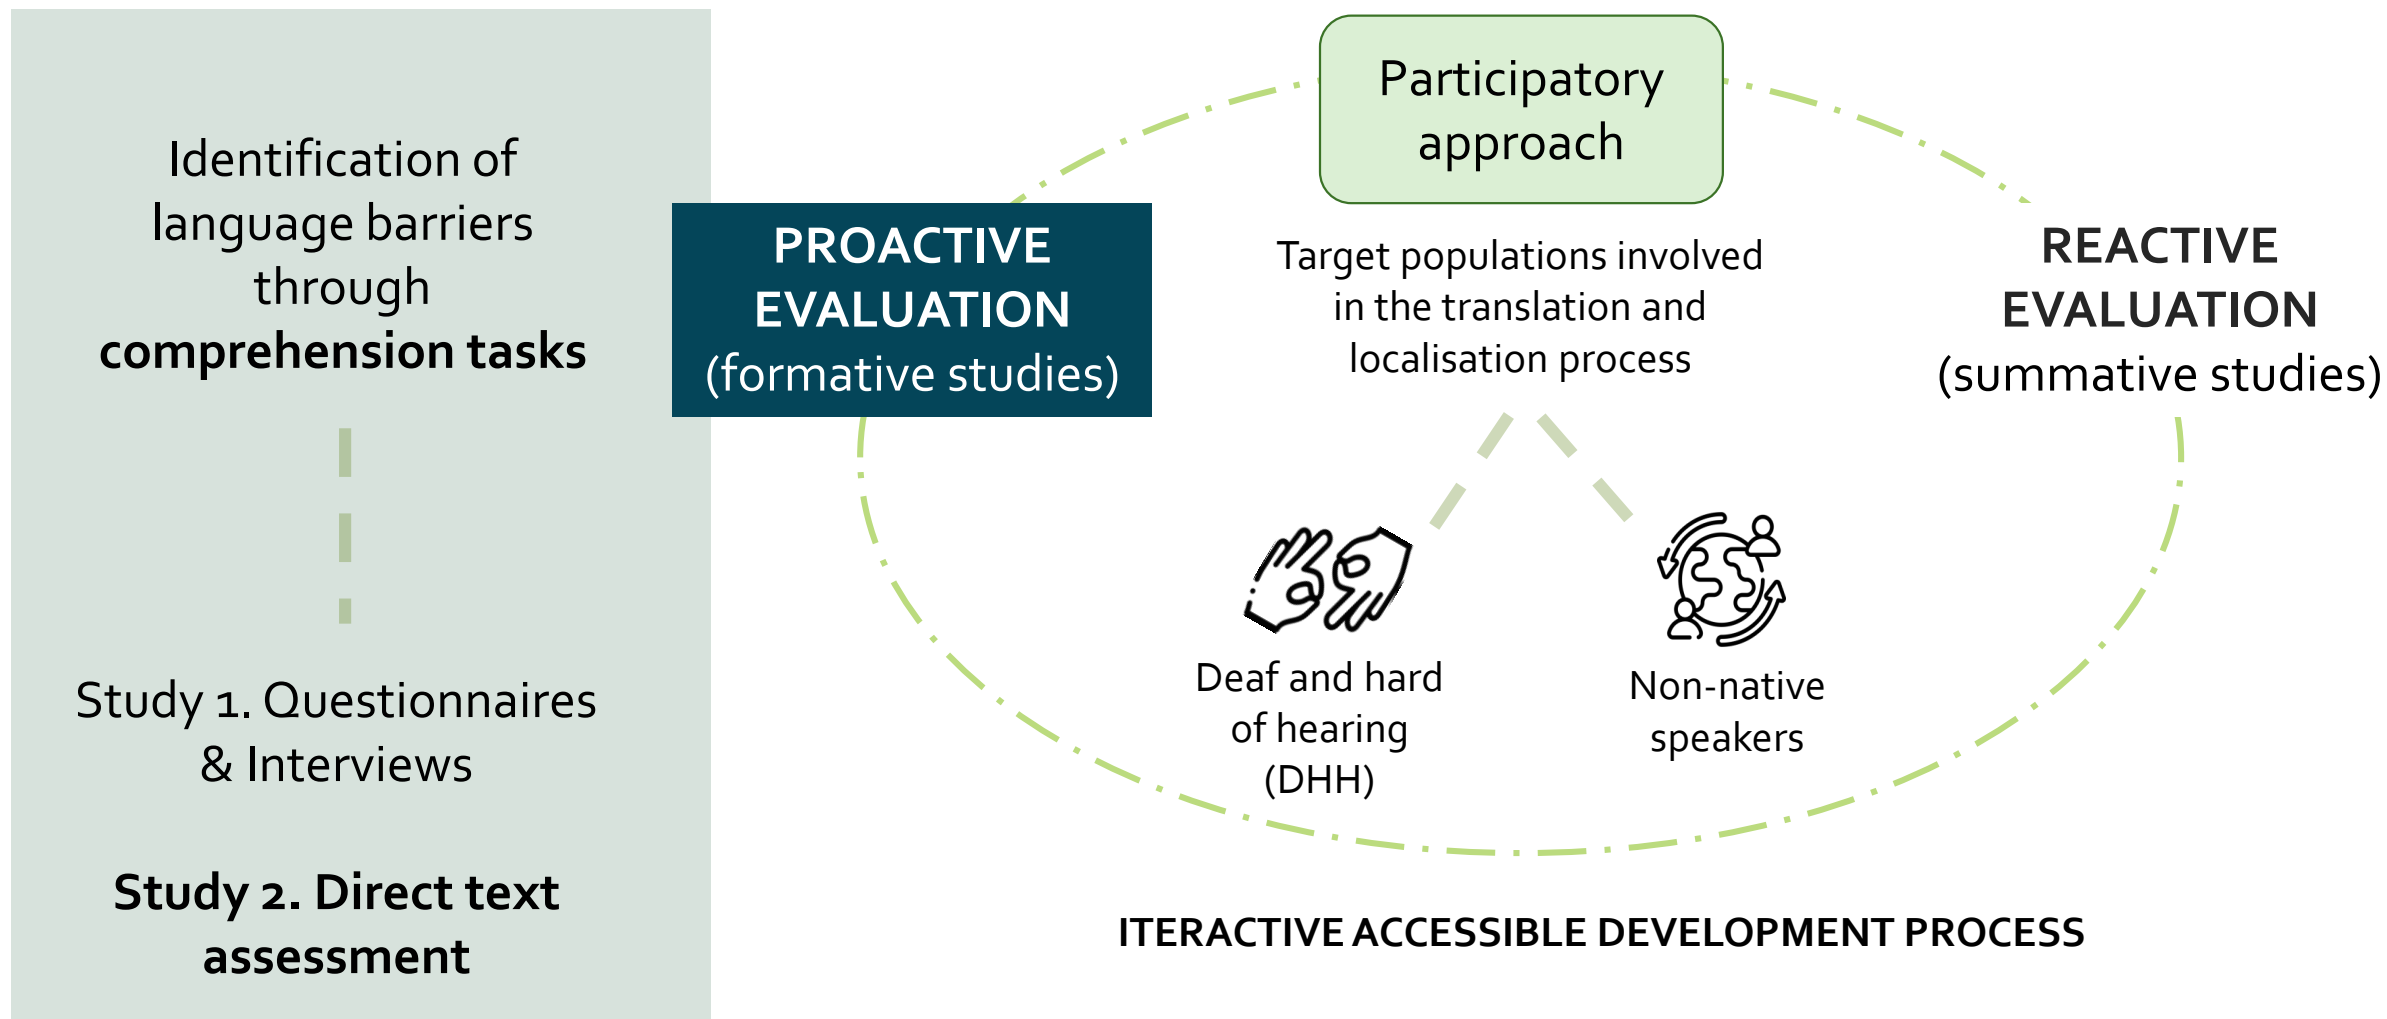 Identification of
language barriers
through
comprehension tasks
Study 1. Questionnaires
& Interviews
Study 2. Direct text
assessment
PROACTIVE
EVALUATION
(formative studies)
Participatory
approach
Target populations involved
in the translation and
localisation process
Deaf and hard
of hearing
(DHH)
Non-native
speakers
REACTIVE
EVALUATION
(summative studies)
ITERACTIVE ACCESSIBLE DEVELOPMENT PROCESS